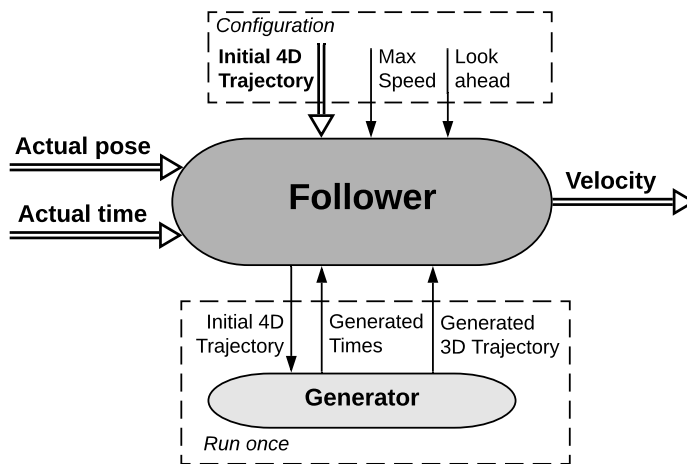 Configuration
Initial 4D
Trajectory
Max
Speed
Look
ahead
Actual pose
Actual time
Follower
Velocity
Initial 4D
Trajectory
Generated
Times
Generated
3D Trajectory
Generator
Run once